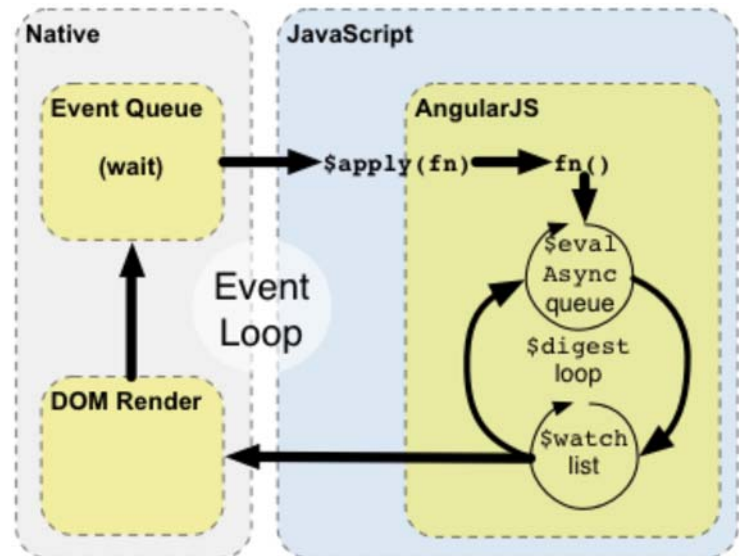 Native
JavaScript
Event Queue
(wait)
AngularJS
$apply(fn)
fn()
$eval
Async
queue
$digest
loop
$watch
list
Event
Loop
DOM Render